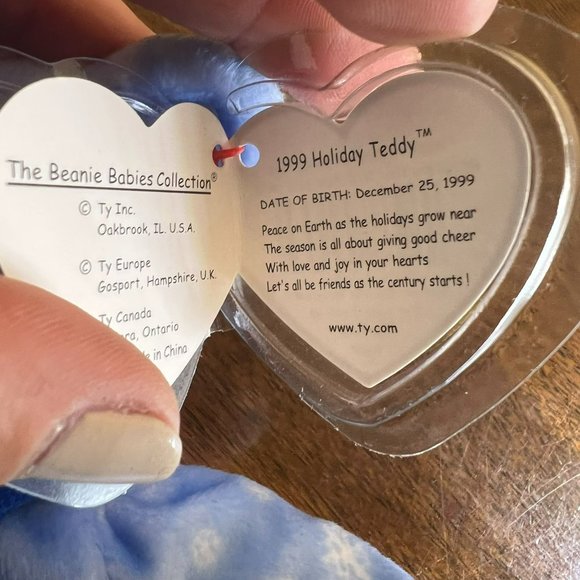 The Beanie Babies Collection®
© Ty Inc.
Oakbrook, IL. U.S.A.
© Ty Europe
Gosport, Hampshire, U.K.
Ty Canada
Ontario
in China
1999 Holiday Teddy™
DATE OF BIRTH: December 25, 1999
Peace on Earth as the holidays grow near
The season is all about giving good cheer
With love and joy in your hearts
Let's all be friends as the century starts !
www.ty.com